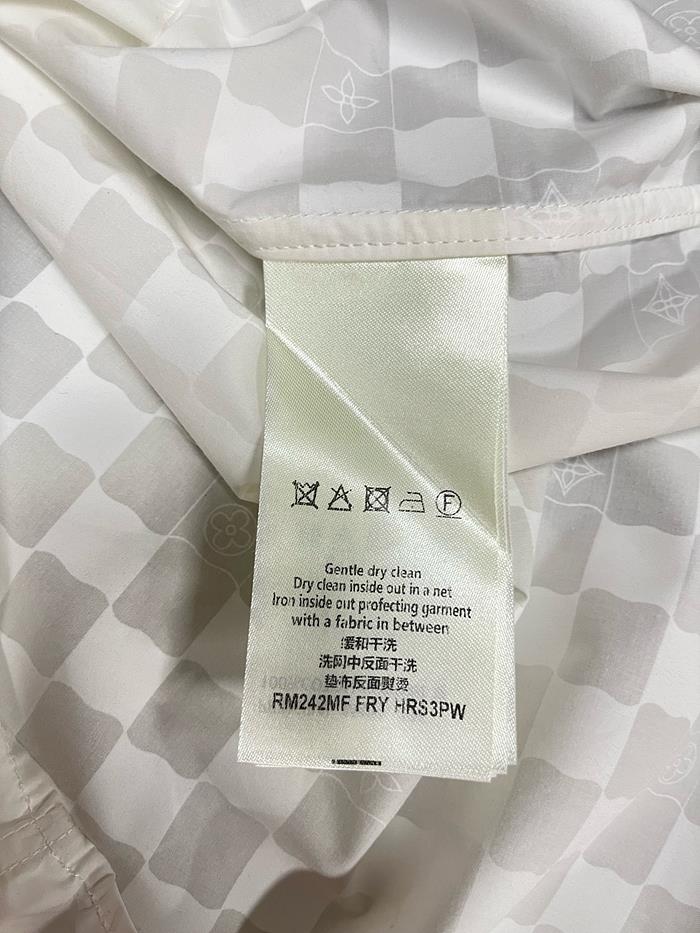 F
Gentle dry clean
Dry clean inside out in a net
Iron inside out protecting garment
with a fabric in between
缓和干洗
洗网中反面干洗
垫布反面熨烫
RM242MF FRY HRS3PW